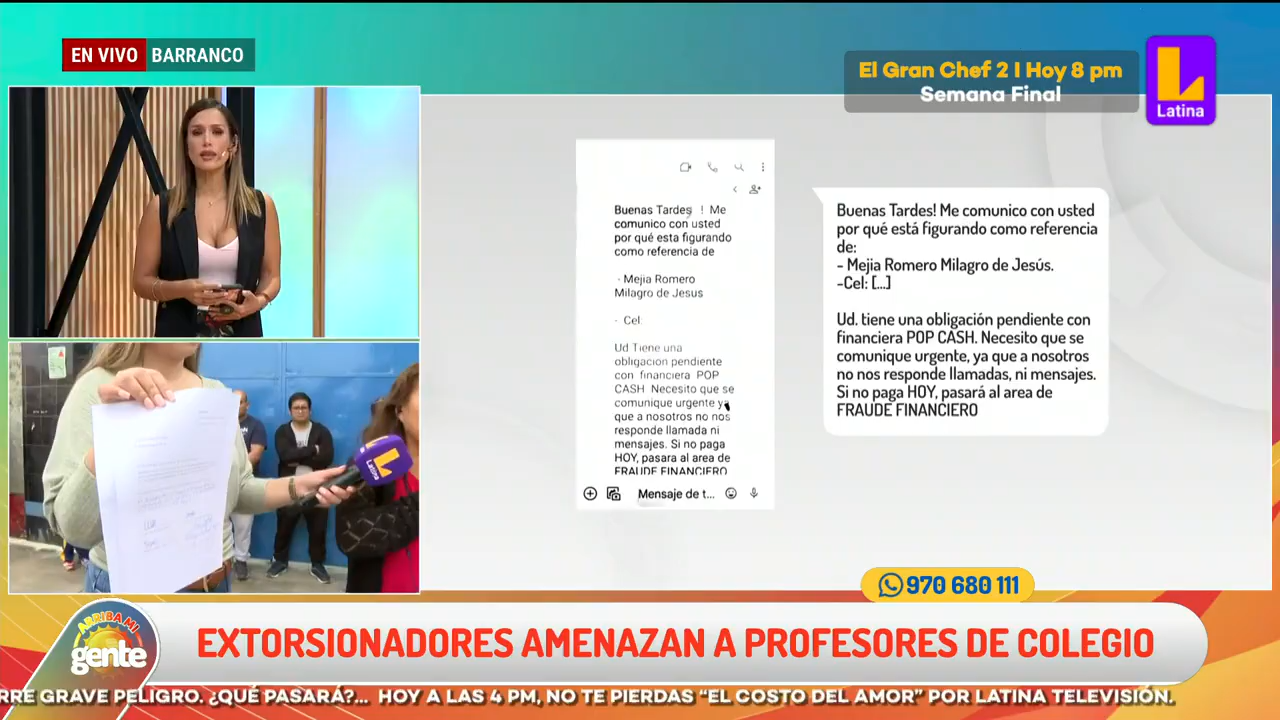 EN VIVO BARRANCO
El Gran Chef 2 | Hoy 8 pm
Semana Final
Latina
Buenas Tardes ! Me
comunico con usted
por qué esta figurando
como referencia de
- Mejia Romero
Milagro de Jesus
- Cel:
Ud Tiene una
obligacion pendiente
con financiera POP
CASH Necesito que se
comunique urgente ya
que a nosotros no nos
responde llamada ni
mensajes. Si no paga
HOY, pasara al area de
FRAUDE FINANCIERO
Mensaje de t...
Buenas Tardes! Me comunico con usted
por qué está figurando como referencia
de:
- Mejia Romero Milagro de Jesús.
-Cel: [...]
Ud. tiene una obligación pendiente con
financiera POP CASH. Necesito que se
comunique urgente, ya que a nosotros
no nos responde llamadas, ni mensajes.
Si no paga HOY, pasará al area de
FRAUDE FINANCIERO
Latina
970 680 111
ARRIBA MI
gente
EXTORSIONADORES AMENAZAN A PROFESORES DE COLEGIO
RRE GRAVE PELIGRO. ¿QUÉ PASARÁ?... HOY A LAS 4 PM, NO TE PIERDAS “EL COSTO DEL AMOR” POR LATINA TELEVISIÓN.